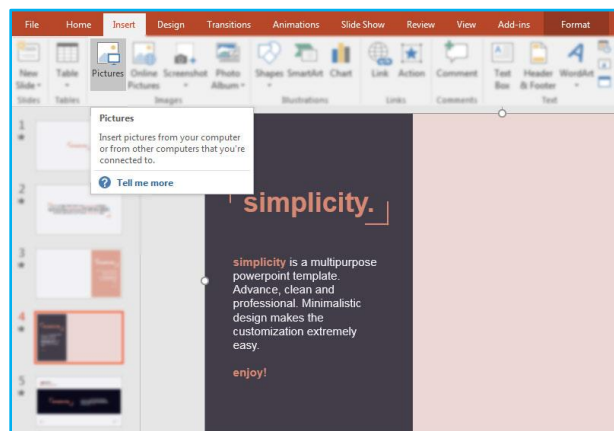 File Home Insert Design Transitions Animations Slide Show Review View Add-ins Format
New Slide Table Pictures Online Pictures Screenshot Photo Album Shapes SmartArt Chart Link Action Comment Text Box Header & Footer WordArt
Slides Tables Images Illustrations Links Comments Text
Pictures
Insert pictures from your computer
or from other computers that you're
connected to.
? Tell me more
1
2
3
4
5
simplicity.
simplicity is a multipurpose
powerpoint template.
Advance, clean and
professional. Minimalistic
design makes the
customization extremely
easy.
enjoy!